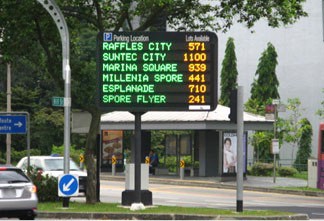 P Parking Location Lots Available
RAFFLES CITY 571
SUNTEC CITY 1100
MARINA SQUARE 939
MILLENIA SPORE 441
ESPLANADE 710
SPORE FLYER 241